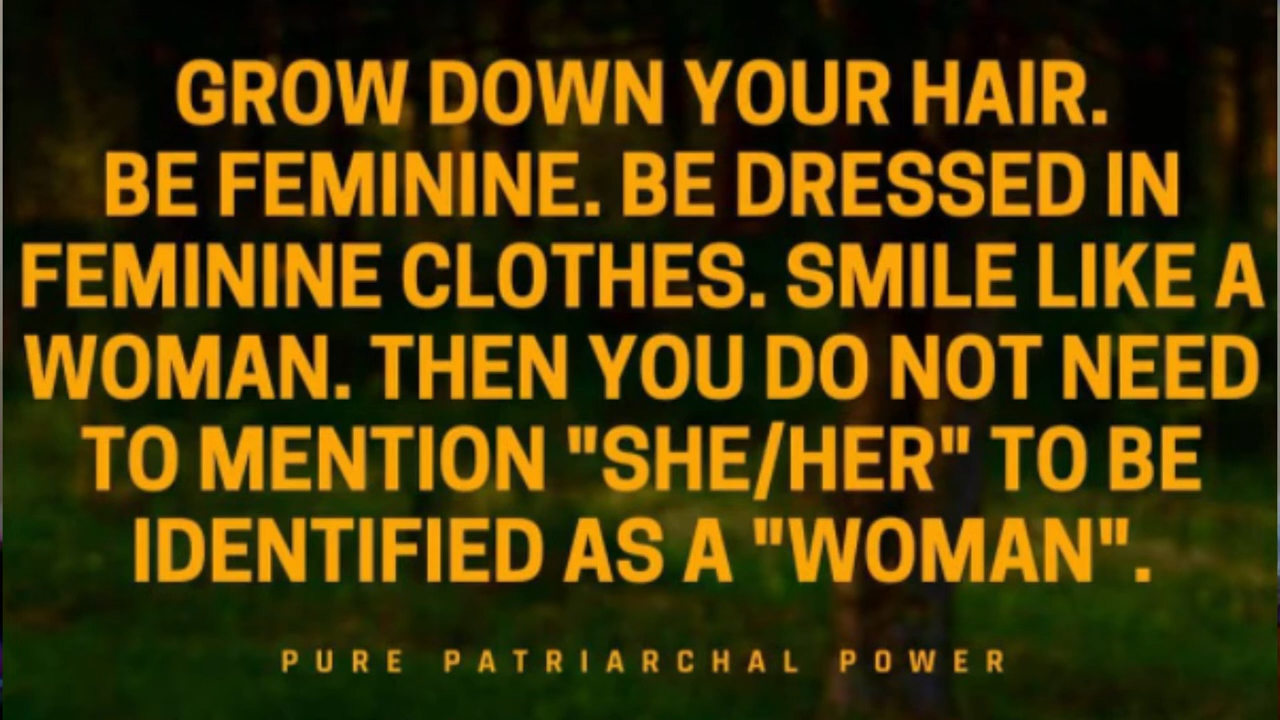 GROW DOWN YOUR HAIR.
BE FEMININE. BE DRESSED IN
FEMININE CLOTHES. SMILE LIKE A
WOMAN. THEN YOU DO NOT NEED
TO MENTION "SHE/HER" TO BE
IDENTIFIED AS A "WOMAN".
PURE PATRIARCHAL POWER